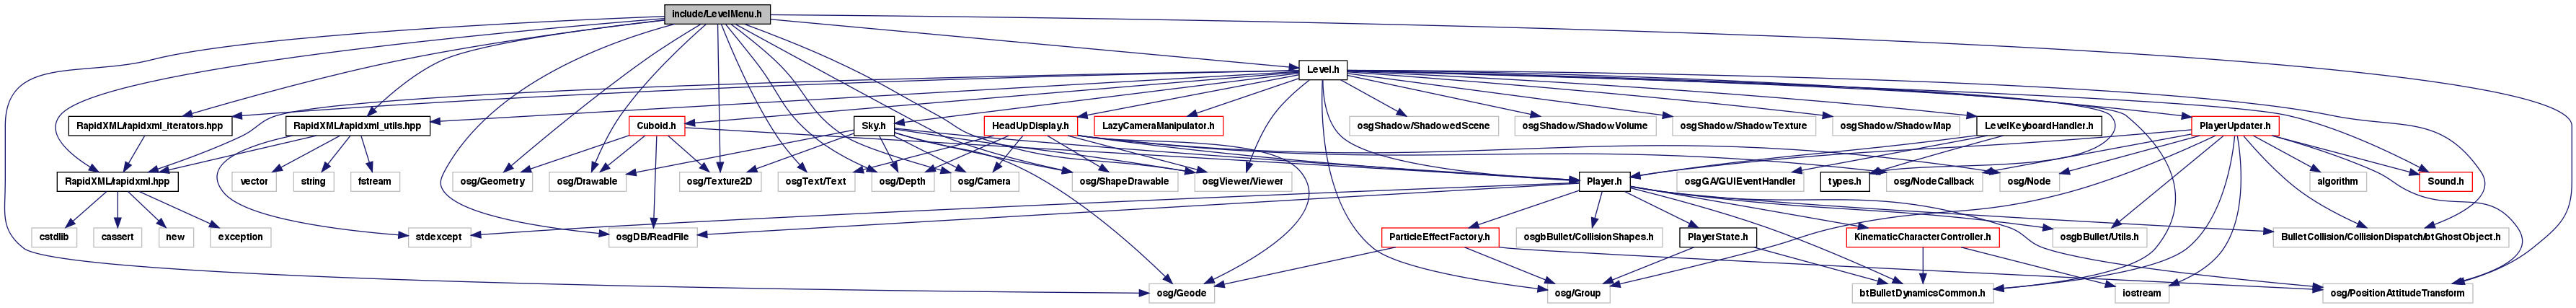 include/LevelMenu.h
Level.h
RapidXML/rapidxml_iterators.hpp
RapidXML/rapidxml_utils.hpp
Cuboid.h
Sky.h
HeadUpDisplay.h
LazyCameraManipulator.h
osgShadow/ShadowedScene
osgShadow/ShadowVolume
osgShadow/ShadowTexture
osgShadow/ShadowMap
LevelKeyboardHandler.h
PlayerUpdater.h
RapidXML/rapidxml.hpp
vector
string
fstream
osg/Geometry
osg/Drawable
osg/Texture2D
osgText/Text
osg/Depth
osg/Camera
osg/ShapeDrawable
osgViewer/Viewer
Player.h
osgGA/GUIEventHandler
types.h
osg/NodeCallback
osg/Node
algorithm
Sound.h
cstdlib
cassert
new
exception
stdexcept
osgDB/ReadFile
ParticleEffectFactory.h
osgbBullet/CollisionShapes.h
PlayerState.h
KinematicCharacterController.h
osgbBullet/Utils.h
BulletCollision/CollisionDispatch/btGhostObject.h
osg/Geode
osg/Group
btBulletDynamicsCommon.h
iostream
osg/PositionAttitudeTransform